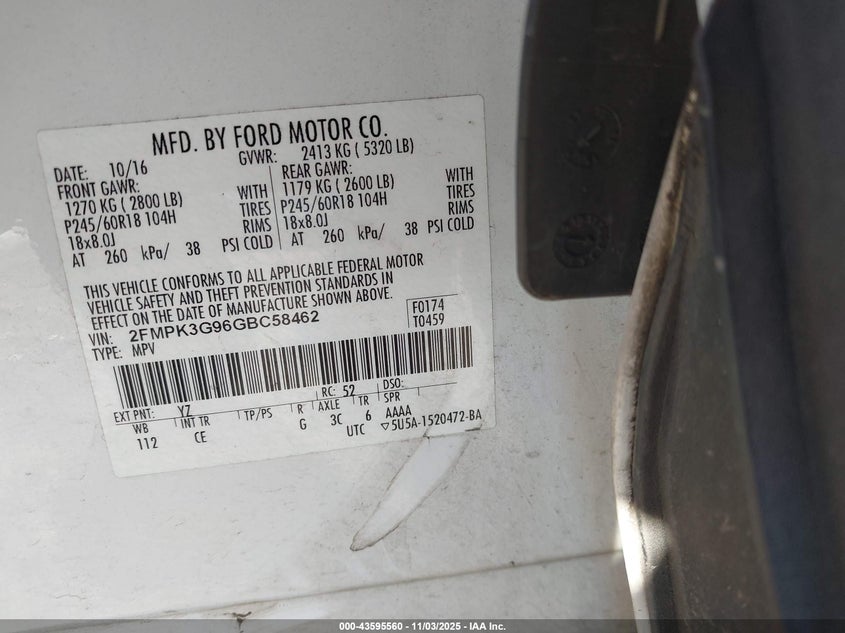 MFD. BY FORD MOTOR CO.
DATE: 10/16 GVWR: 2413 KG ( 5320 LB)
FRONT GAWR: REAR GAWR:
1270 KG ( 2800 LB) WITH 1179 KG ( 2600 LB) WITH
P245/60R18 104H TIRES P245/60R18 104H TIRES
18x8.0J RIMS 18x8.0J RIMS
AT 260 kPa/ 38 PSI COLD AT 260 kPa/ 38 PSI COLD
THIS VEHICLE CONFORMS TO ALL APPLICABLE FEDERAL MOTOR
VEHICLE SAFETY AND THEFT PREVENTION STANDARDS IN
EFFECT ON THE DATE OF MANUFACTURE SHOWN ABOVE.
VIN: 2FMPK3G96GBC58462 F0174
TYPE: MPV T0459
EXT PNT: YZ RC: 52 DSO:
WB INT TR TP/PS R AXLE TR SPR
112 CE G 3C 6 AAAA
UTC ▽5U5A-1520472-BA
000-43595560 - 11/03/2025 - IAA Inc.